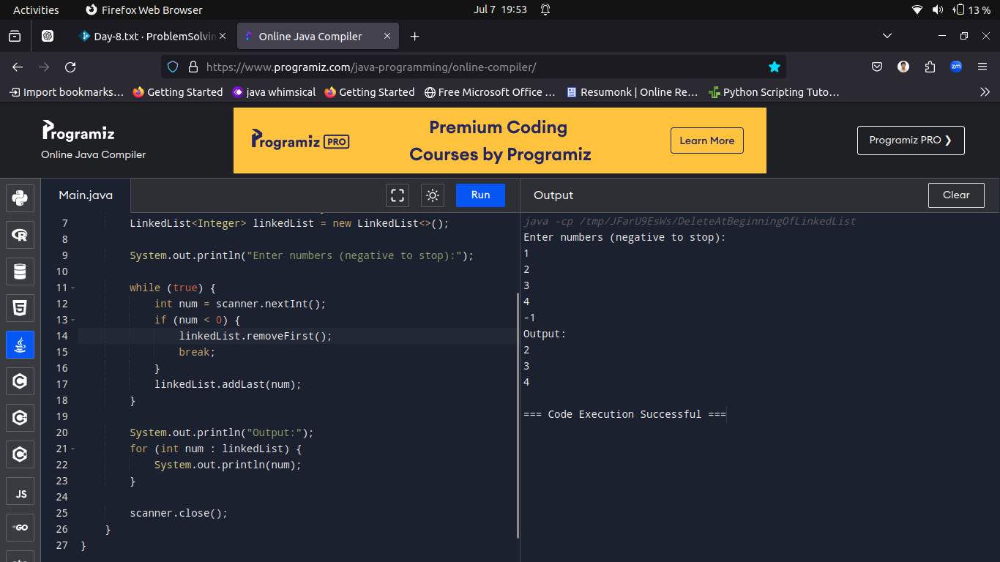 Activities
Firefox Web Browser
Jul 7 19:53
13 %
Day-8.txt · ProblemSolvin
Online Java Compiler
https://www.programiz.com/java-programming/online-compiler/
zm
Import bookmarks...
Getting Started
java whimsical
Getting Started
Free Microsoft Office ...
Resumonk | Online Re...
Python Scripting Tuto...
Programiz
Online Java Compiler
Programiz PRO
Premium Coding
Courses by Programiz
Learn More
Programiz PRO ❯
Main.java
Run
Output
Clear
7 LinkedList<Integer> linkedList = new LinkedList<>();
8
9 System.out.println("Enter numbers (negative to stop):");
10
11 while (true) {
12 int num = scanner.nextInt();
13 if (num < 0) {
14 linkedList.removeFirst();
15 break;
16 }
17 linkedList.addLast(num);
18 }
19
20 System.out.println("Output:");
21 for (int num : linkedList) {
22 System.out.println(num);
23 }
24
25 scanner.close();
26 }
27 }
java -cp /tmp/JFarU9EsWs/DeleteAtBeginningOfLinkedList
Enter numbers (negative to stop):
1
2
3
4
-1
Output:
2
3
4
=== Code Execution Successful ===
R
5
C
C
C
JS
GO